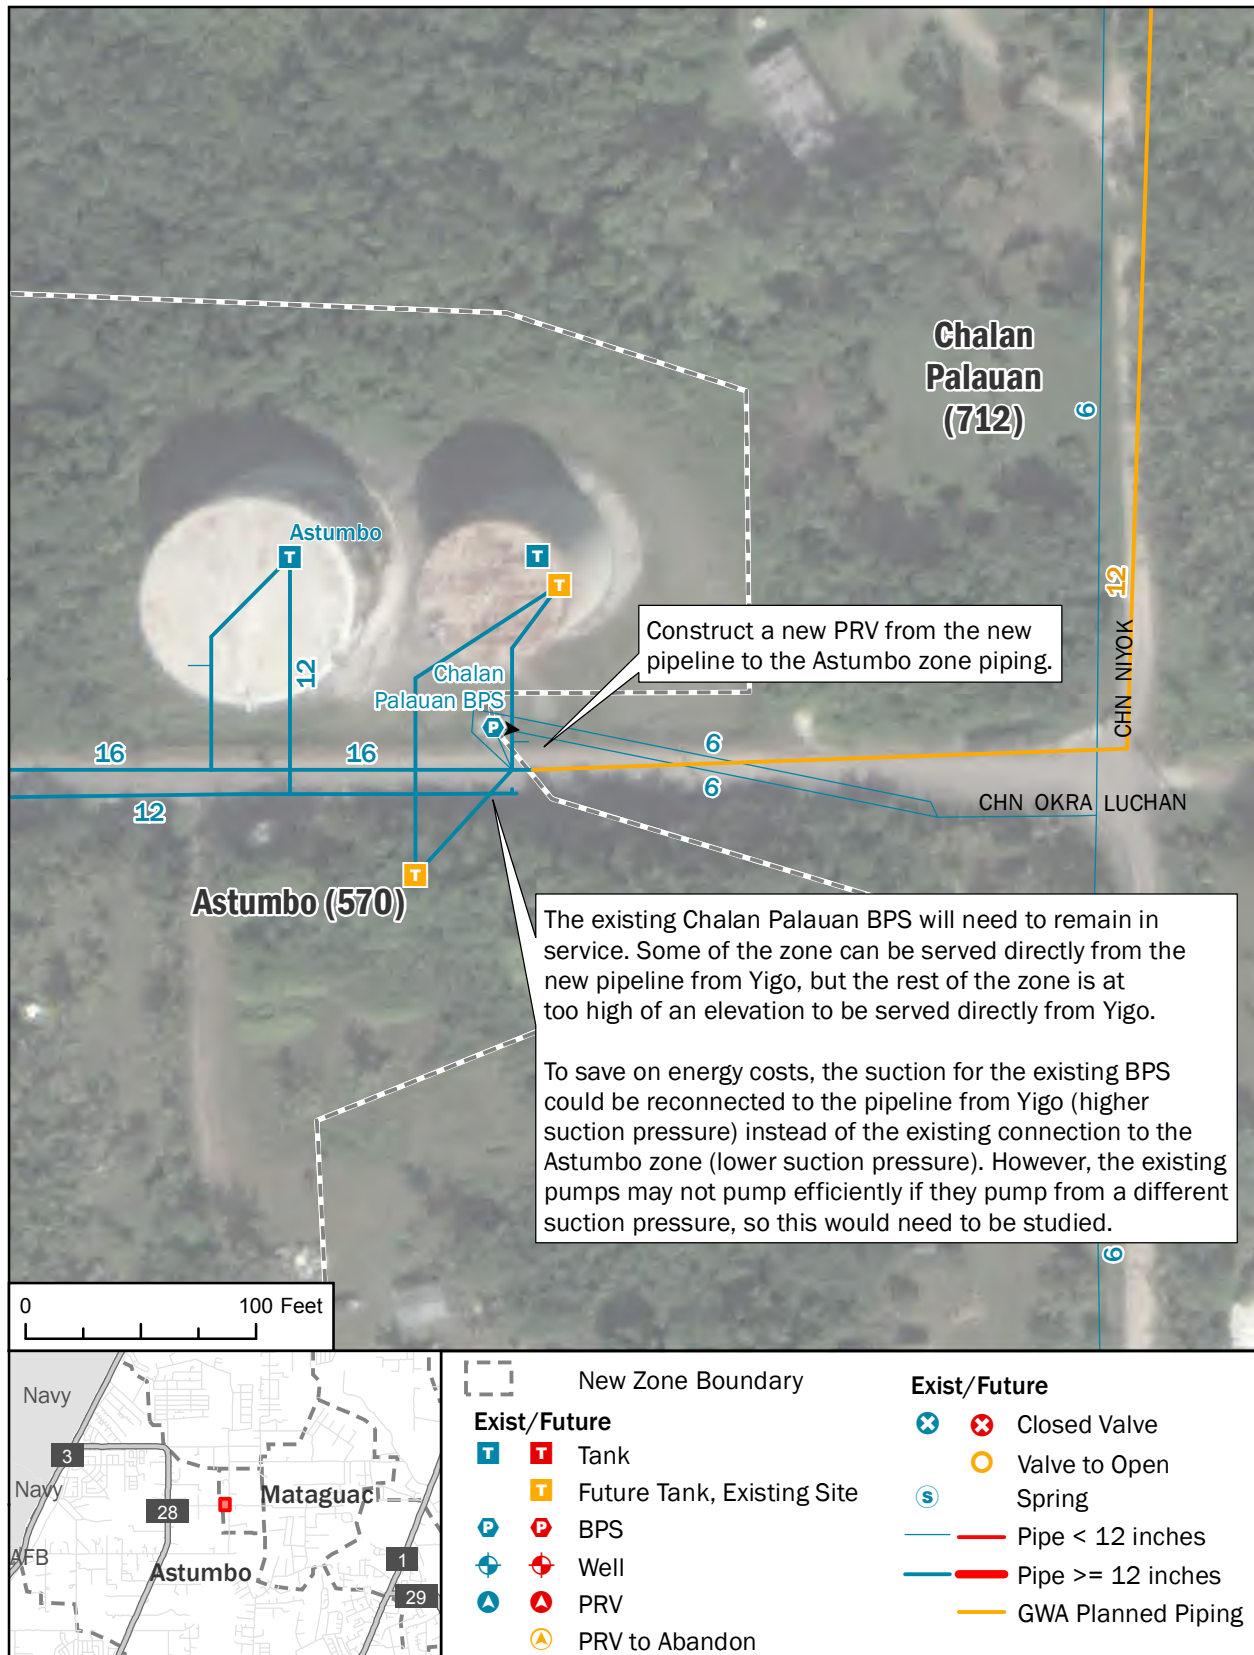 Chalan
Palauan
(712)
6
12
CHN NIYOK
Astumbo
T
T
T
12
Construct a new PRV from the new
pipeline to the Astumbo zone piping.
Chalan
Palauan BPS
P
16
16
6
6
12
CHN OKRA LUCHAN
T
Astumbo (570)
The existing Chalan Palauan BPS will need to remain in
service. Some of the zone can be served directly from the
new pipeline from Yigo, but the rest of the zone is at
too high of an elevation to be served directly from Yigo.
To save on energy costs, the suction for the existing BPS
could be reconnected to the pipeline from Yigo (higher
suction pressure) instead of the existing connection to the
Astumbo zone (lower suction pressure). However, the existing
pumps may not pump efficiently if they pump from a different
suction pressure, so this would need to be studied.
6
0 100 Feet
Navy
3
Navy
28
Mataguac
AFB
Astumbo
1
29
New Zone Boundary
Exist/Future
T T Tank
T Future Tank, Existing Site
P P BPS
Well
PRV
PRV to Abandon
Exist/Future
Closed Valve
Valve to Open
S Spring
Pipe < 12 inches
Pipe >= 12 inches
GWA Planned Piping